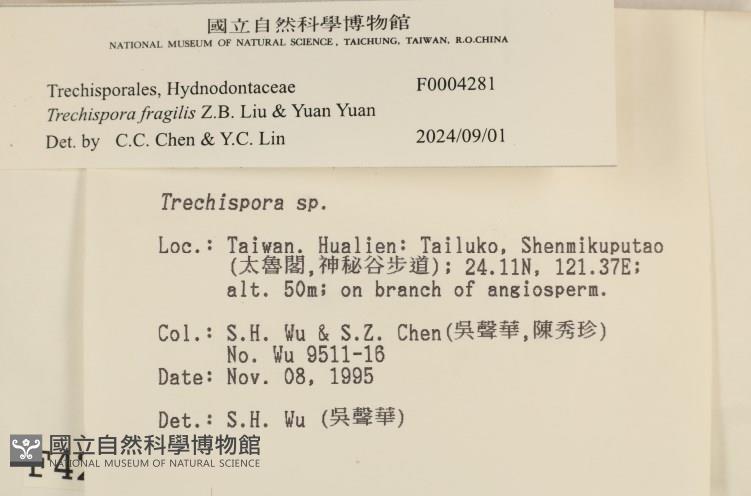 國立自然科學博物館
NATIONAL MUSEUM OF NATURAL SCIENCE, TAICHUNG, TAIWAN, R.O.CHINA
Trechisporales, Hydnodontaceae F0004281
Trechispora fragilis Z.B. Liu & Yuan Yuan
Det. by C.C. Chen & Y.C. Lin 2024/09/01
Trechispora sp.
Loc.: Taiwan. Hualien: Tailuko, Shenmikuputao
(太魯閣,神秘谷步道); 24.11N, 121.37E;
alt. 50m; on branch of angiosperm.
Col.: S.H. Wu & S.Z. Chen(吳聲華,陳秀珍)
No. Wu 9511-16
Date: Nov. 08, 1995
Det.: S.H. Wu (吳聲華)
國立自然科學博物館
NATIONAL MUSEUM OF NATURAL SCIENCE